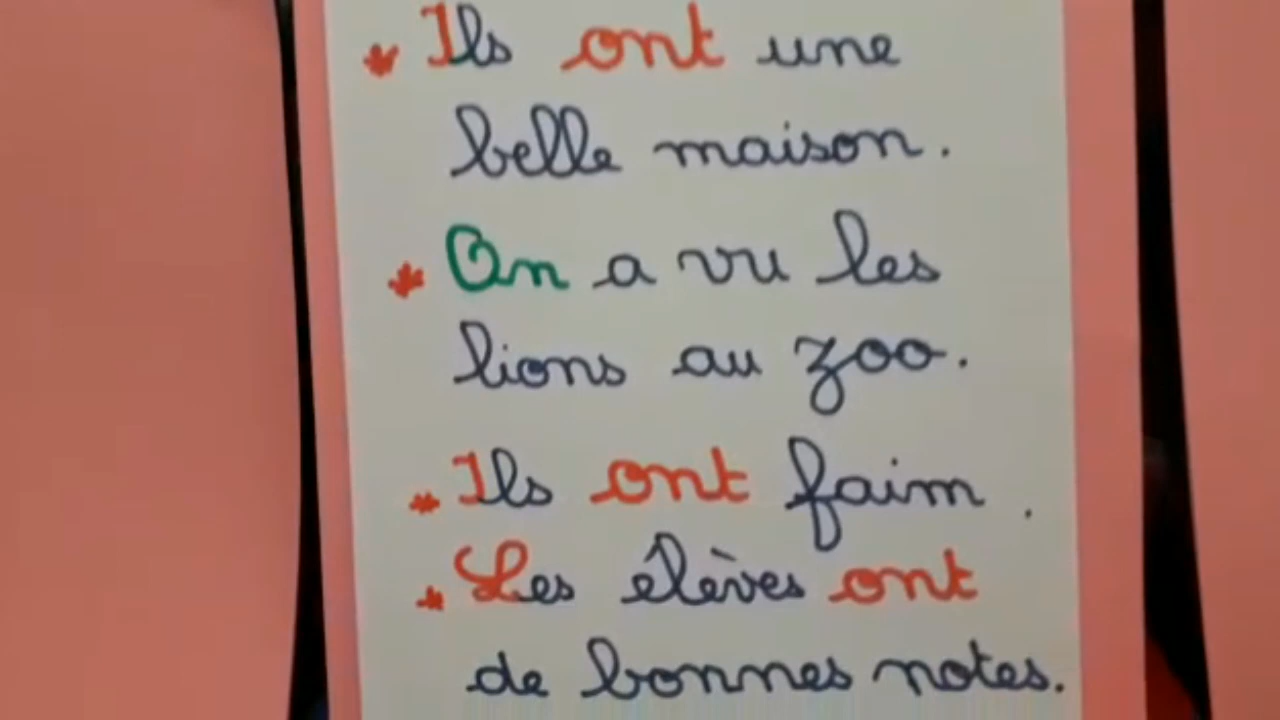 * Ils ont une
belle maison.
* On a vu les
lions au zoo.
* Ils ont faim.
* Les élèves ont
de bonnes notes.